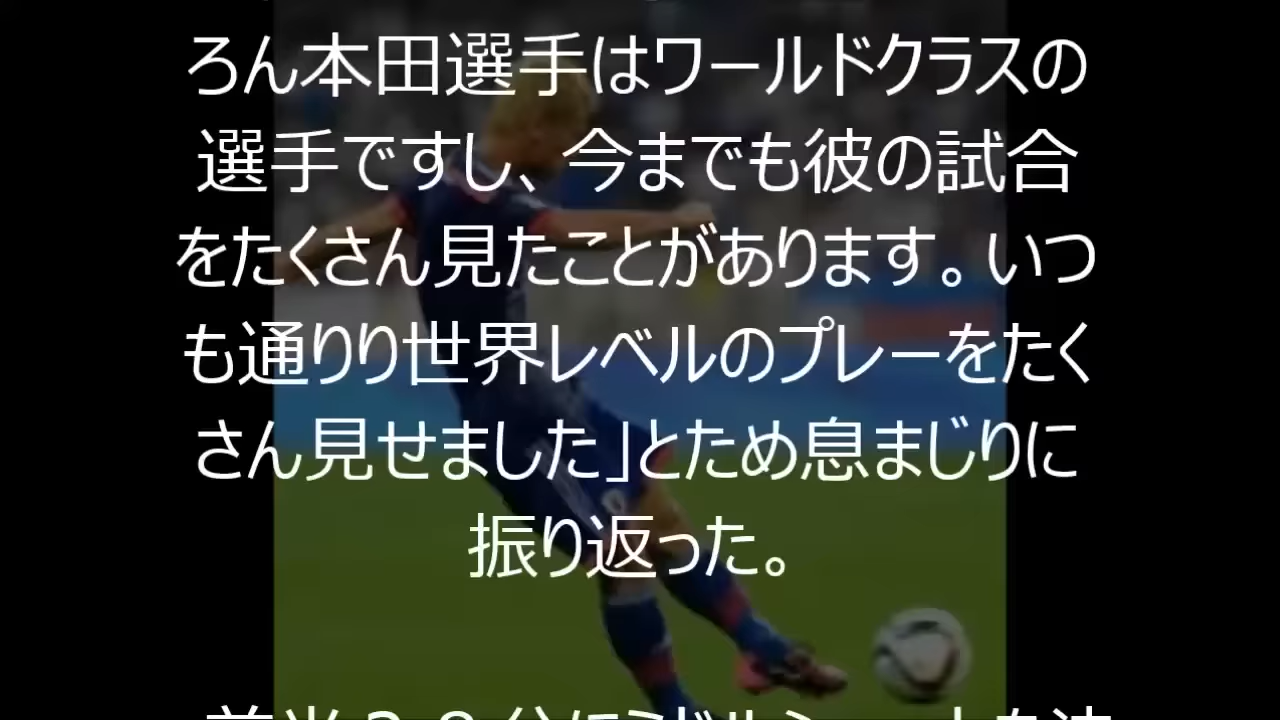 ろん本田選手はワールドクラスの
選手ですし、今までも彼の試合
をたくさん見たことがあります。いつ
も通りり世界レベルのプレーをたく
さん見せました」とため息まじりに
振り返った。